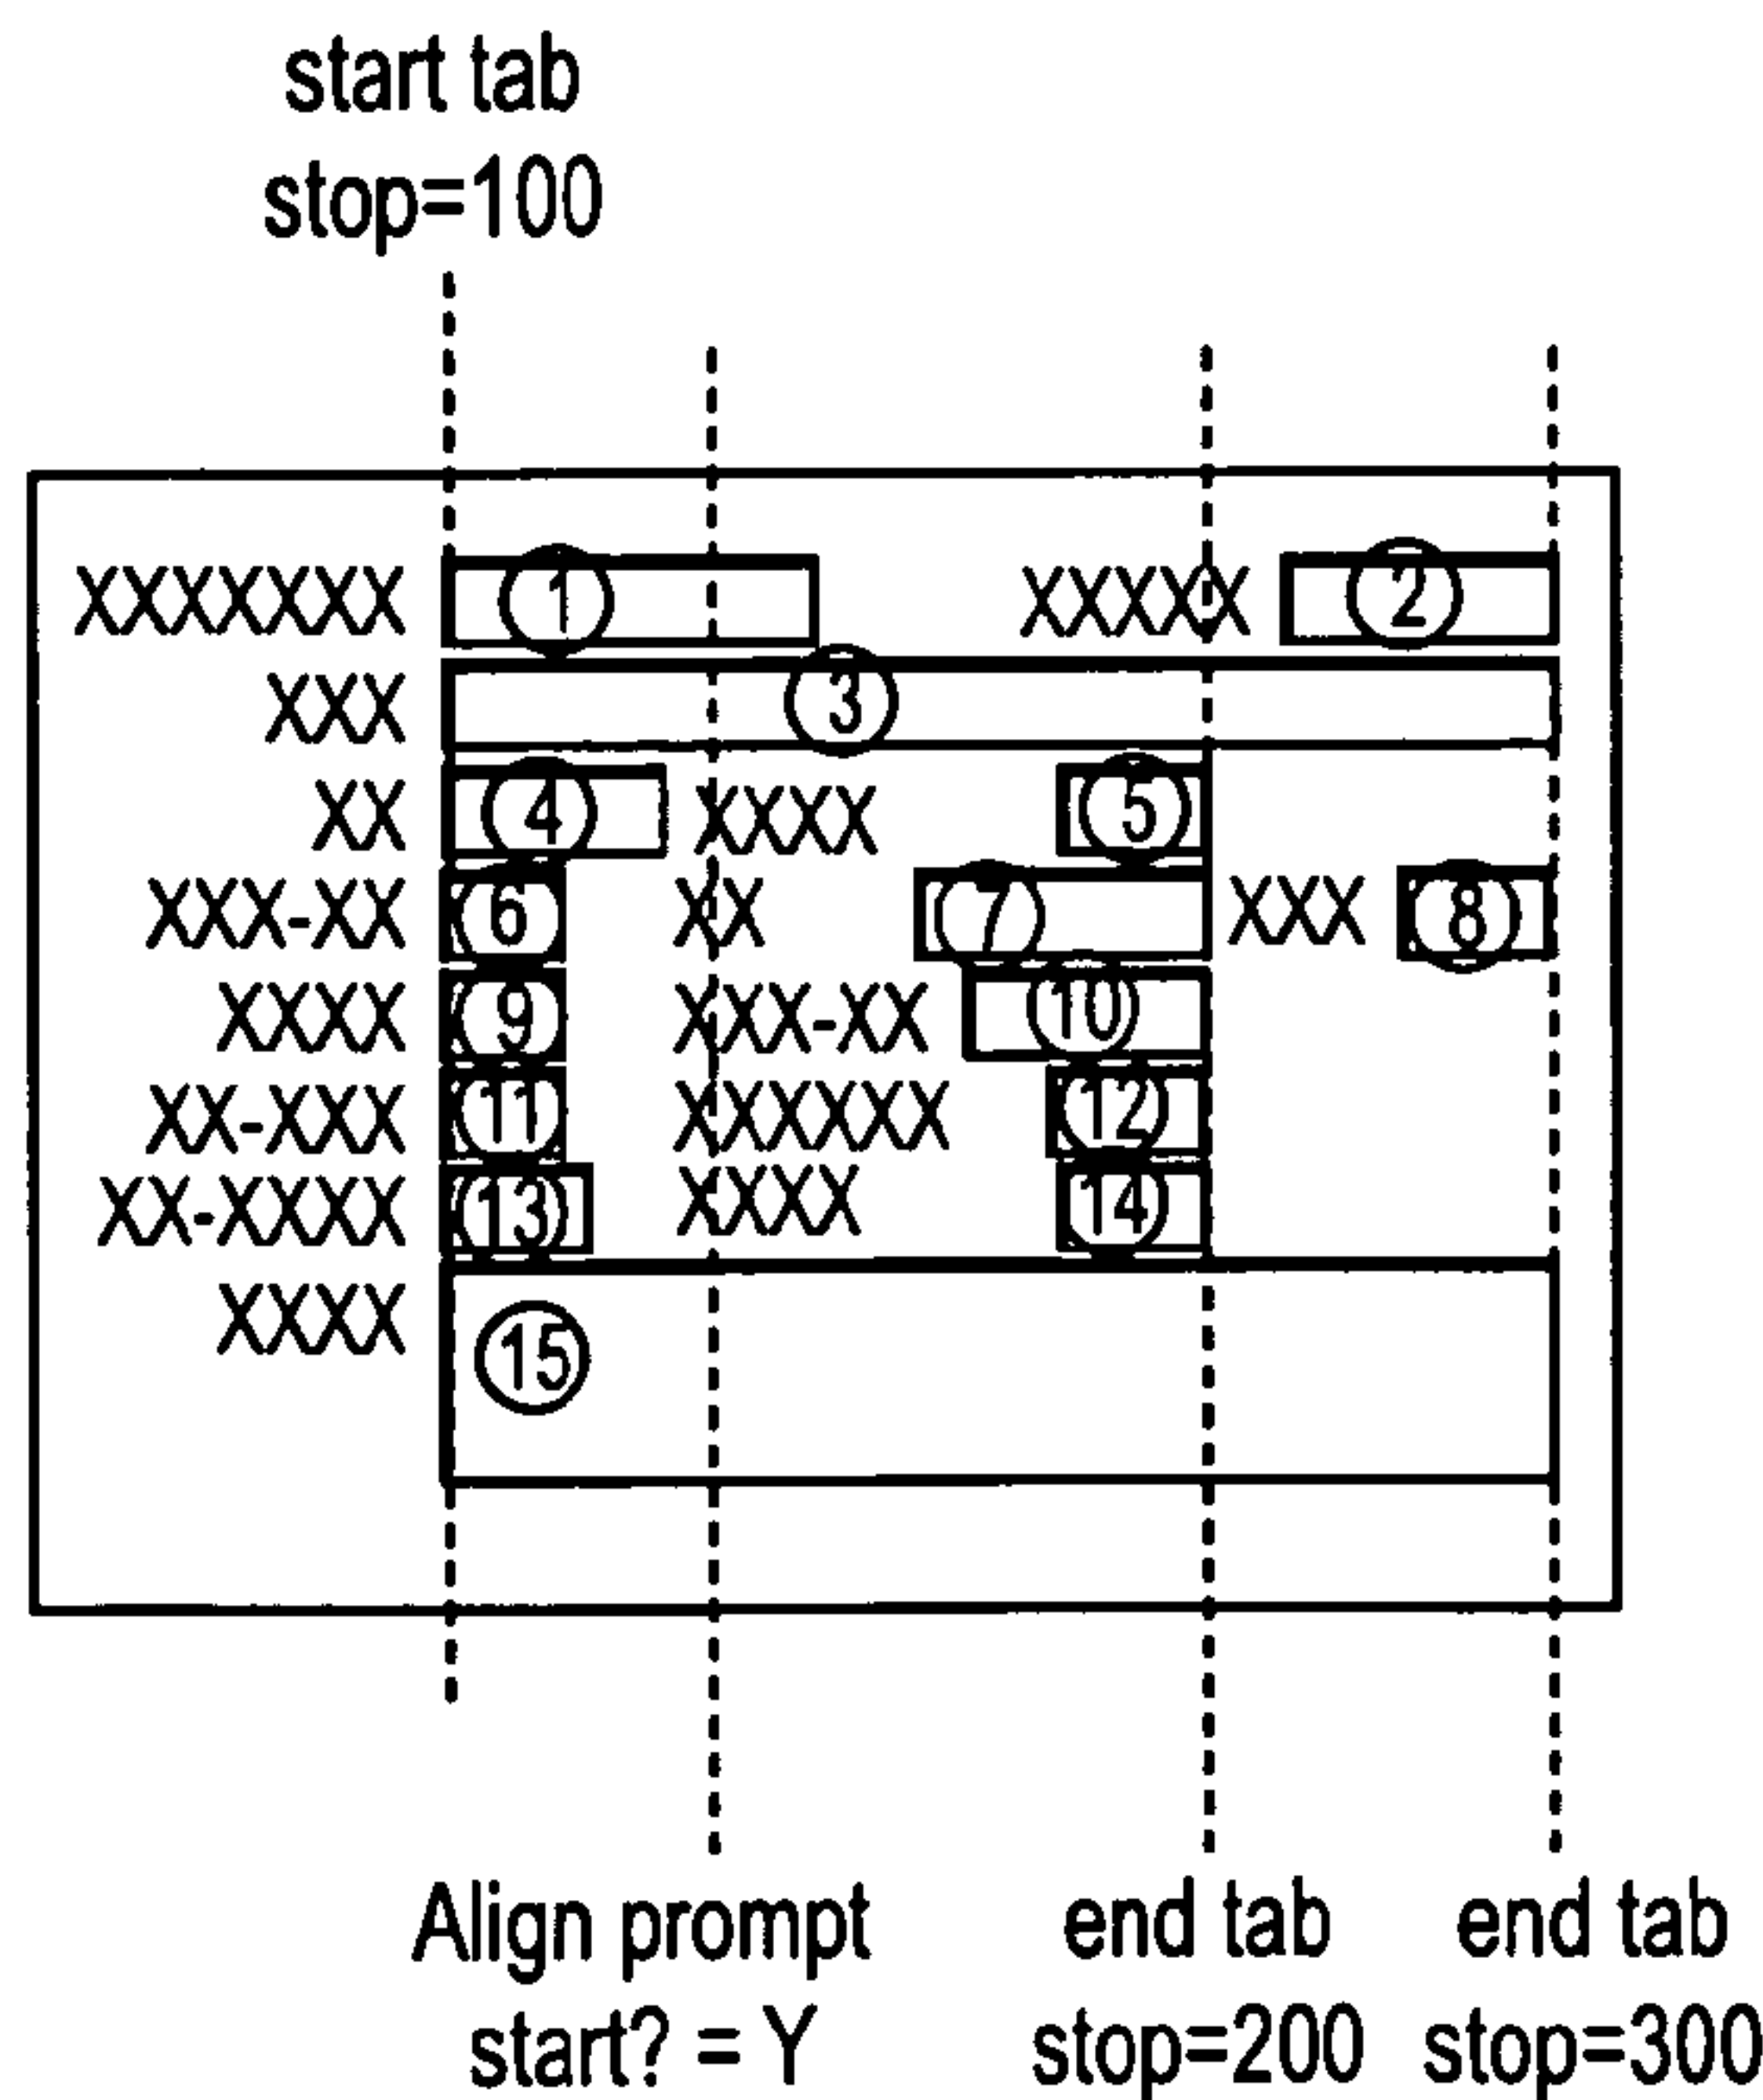 start tab
stop=100
XXXXXXX 1 XXXXX 2
XXX 3
XX 4 XXXX 5
XXX-XX 6 XX 7 XXX 8
XXXX 9 XXX-XX 10
XX-XXX 11 XXXXXX 12
XX-XXXX 13 XXXX 14
XXXX 15
Align prompt end tab end tab
start? = Y stop=200 stop=300